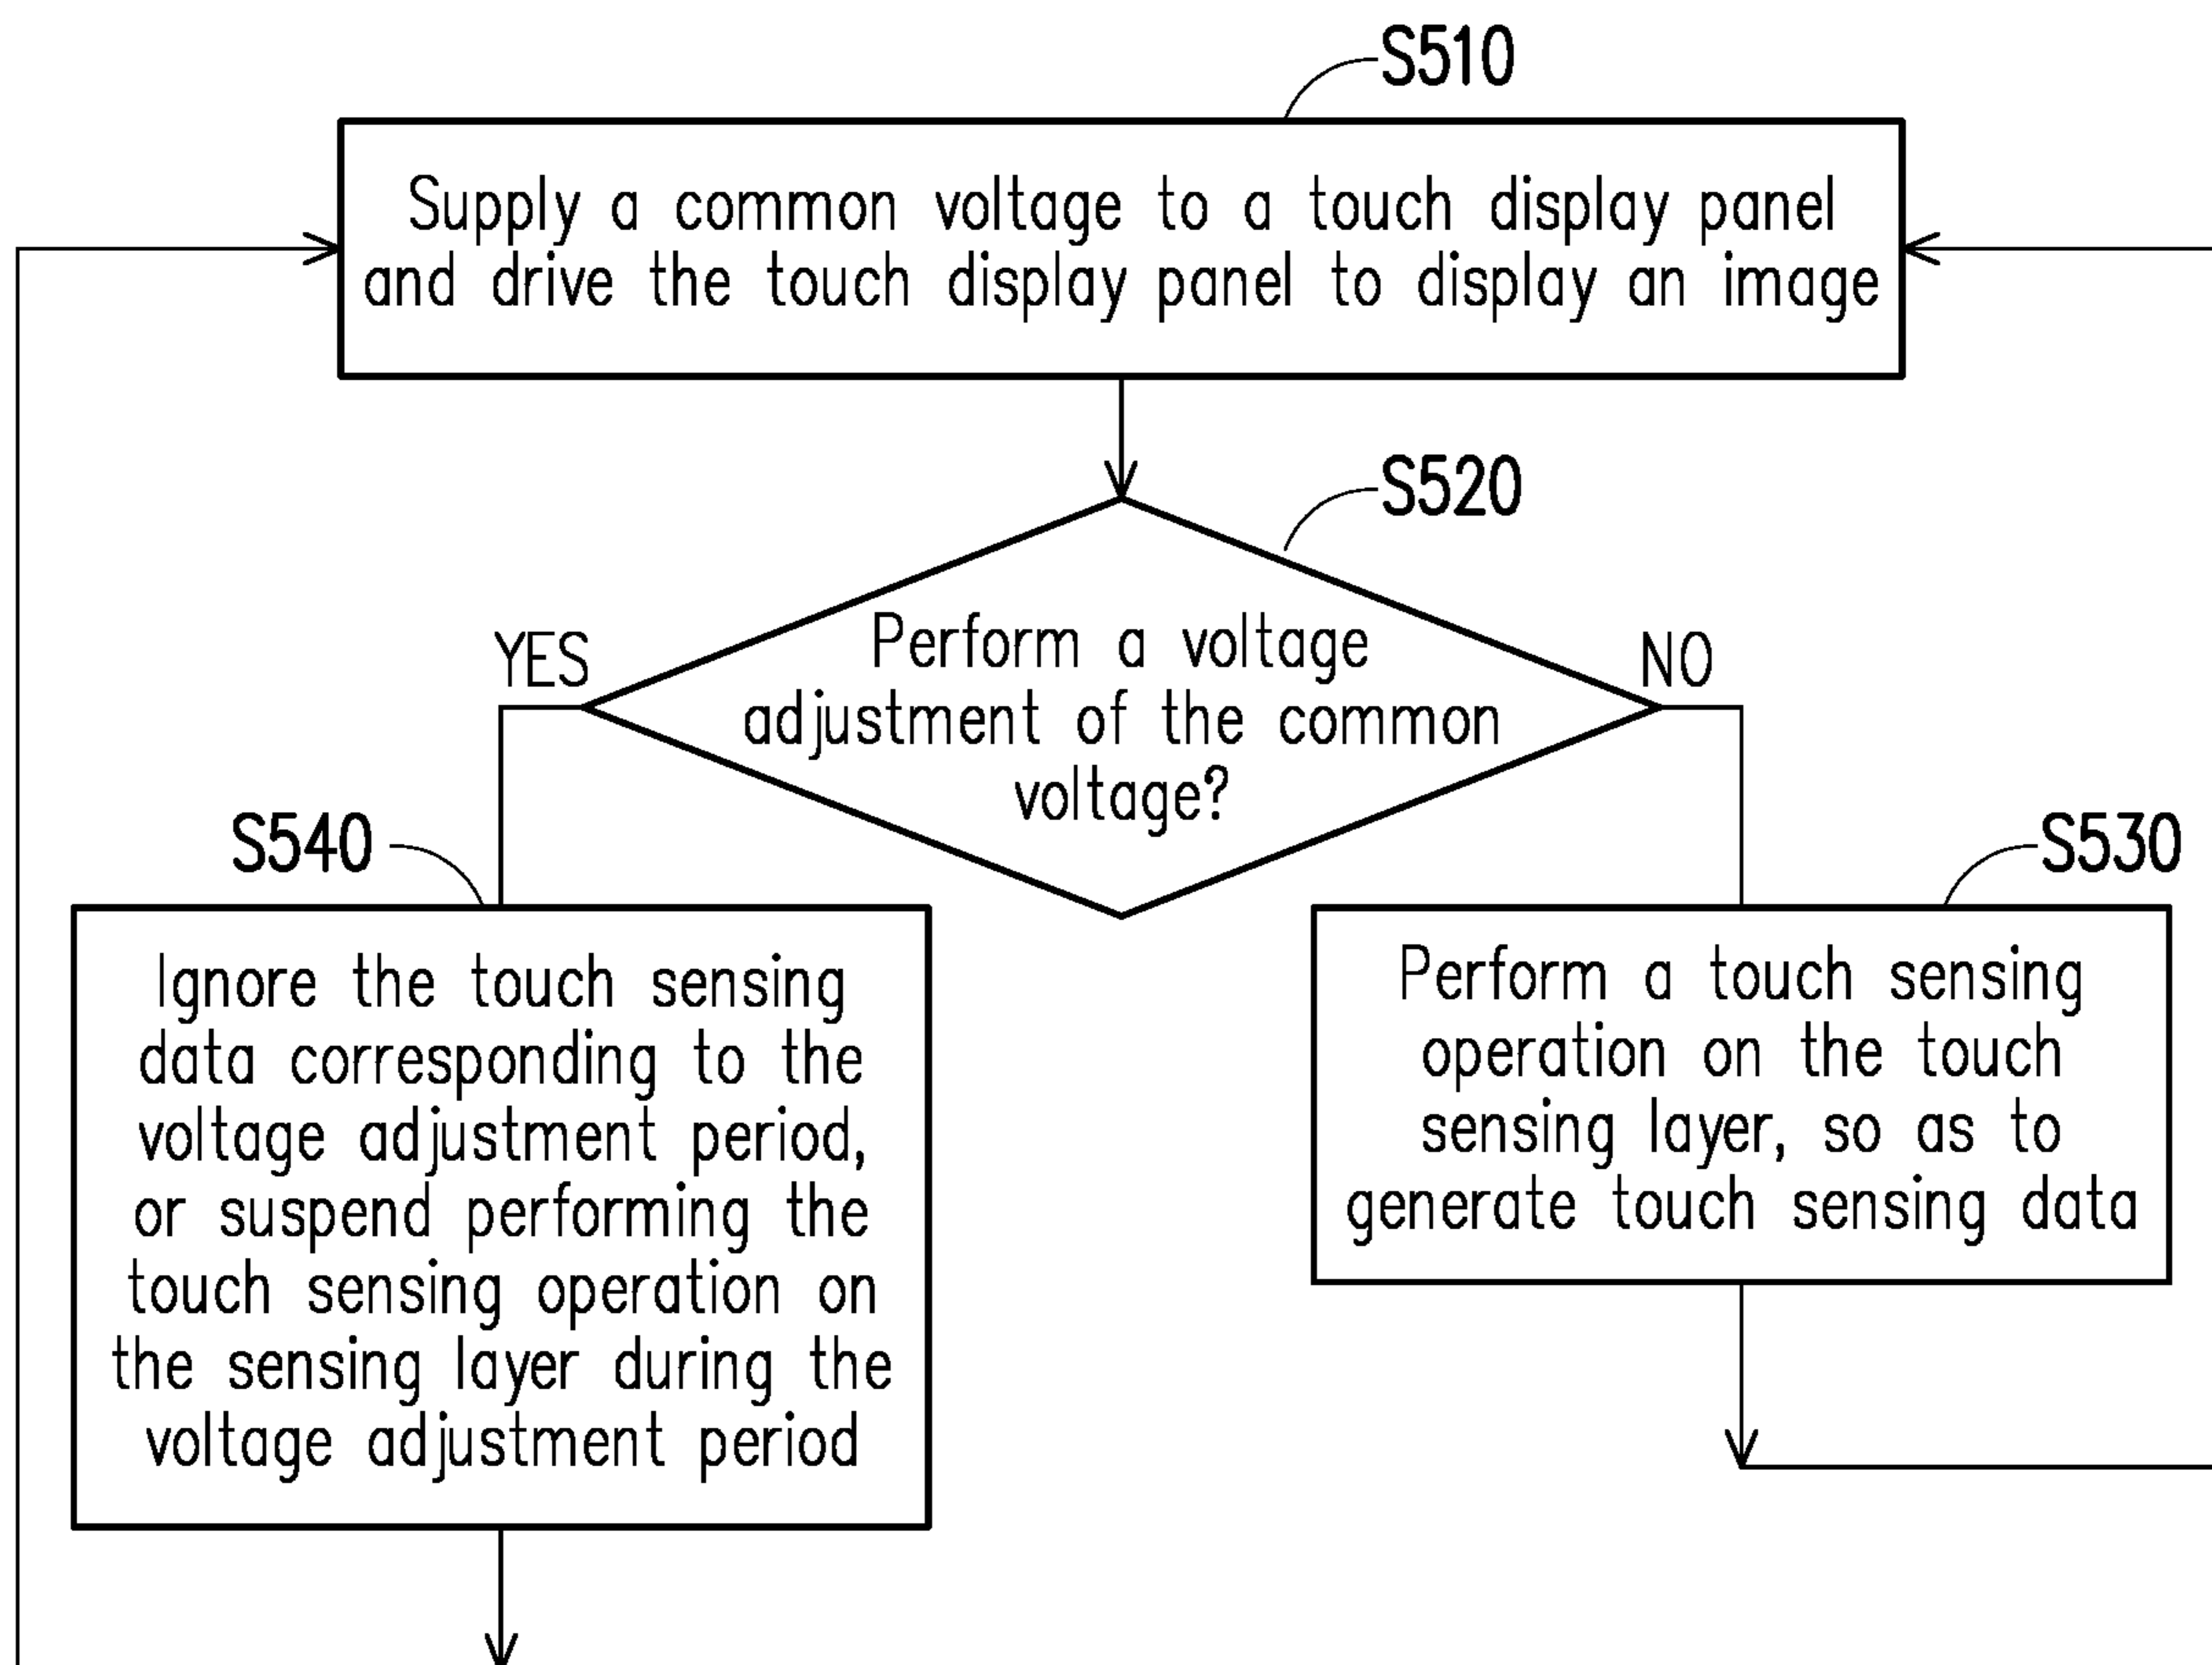 S510
Supply a common voltage to a touch display panel
and drive the touch display panel to display an image
S520
Perform a voltage
adjustment of the common
voltage?
YES
NO
S540
Ignore the touch sensing
data corresponding to the
voltage adjustment period,
or suspend performing the
touch sensing operation on
the sensing layer during the
voltage adjustment period
S530
Perform a touch sensing
operation on the touch
sensing layer, so as to
generate touch sensing data